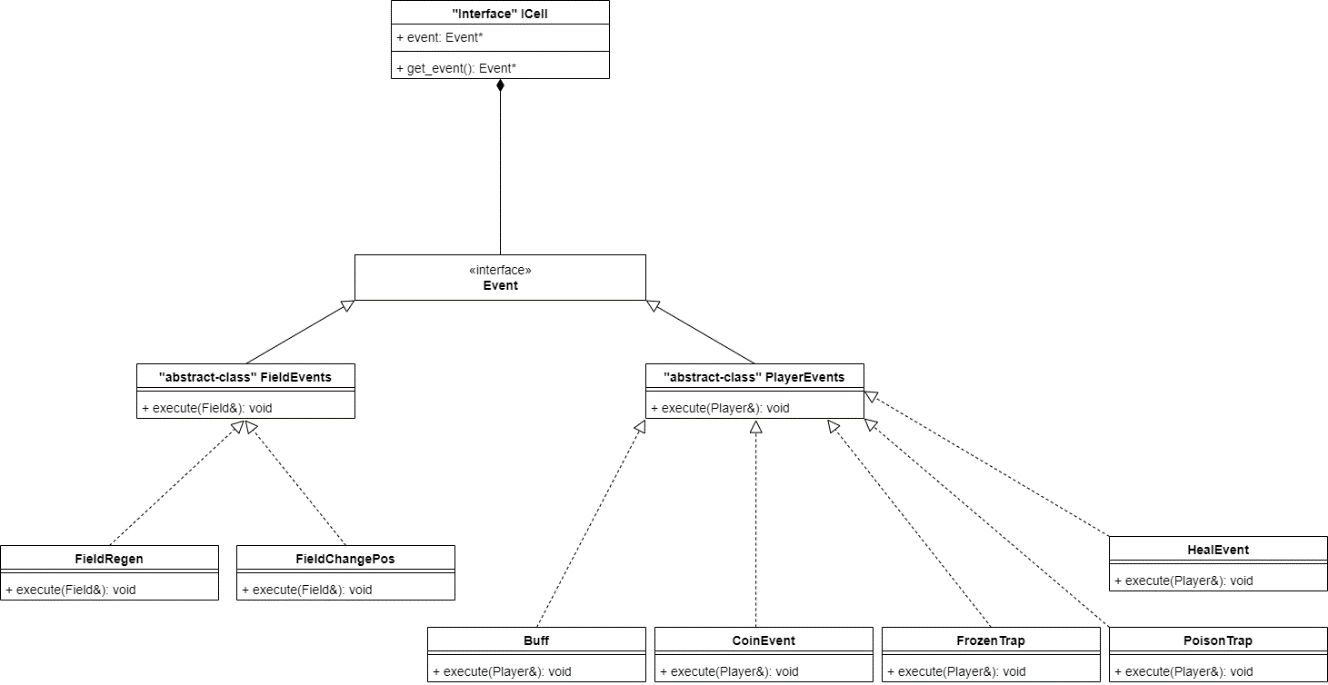 "Interface" ICell
+ event: Event*
+ get_event(): Event*
«interface»
Event
"abstract-class" FieldEvents
+ execute(Field&): void
"abstract-class" PlayerEvents
+ execute(Player&): void
FieldRegen
+ execute(Field&): void
FieldChangePos
+ execute(Field&): void
HealEvent
+ execute(Player&): void
Buff
+ execute(Player&): void
CoinEvent
+ execute(Player&): void
FrozenTrap
+ execute(Player&): void
PoisonTrap
+ execute(Player&): void